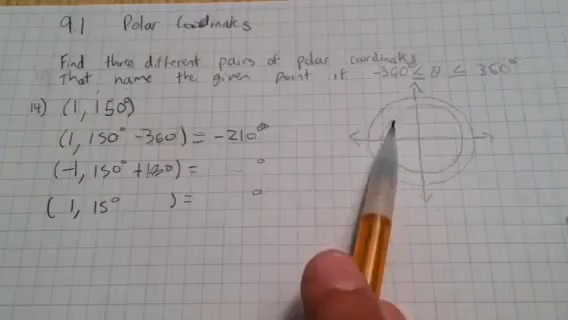 9.1 Polar Coordinates
Find three different pairs of polar coordinates
that name the given point if -360° ≤ θ ≤ 360°
14) (1, 150°)
(1, 150° - 360) = -210°
(-1, 150° + 180) = °
( 1, 15° ) = °